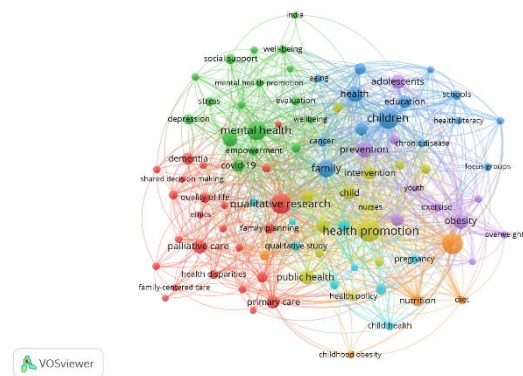 india
social support
well-being
mental health promotion
aging
adolescents
health
education
schools
stress
evaluation
depression
wellbeing
children
health literacy
mental health
empowerment
cancer
prevention
chronic disease
dementia
covid-19
family
intervention
focus groups
shared decision making
quality of life
child
youth
ethics
qualitative research
nurses
exercise
family planning
health promotion
obesity
overweight
palliative care
qualitative study
health disparities
public health
pregnancy
family-centered care
primary care
health policy
nutrition
diet
child health
childhood obesity
VOSviewer